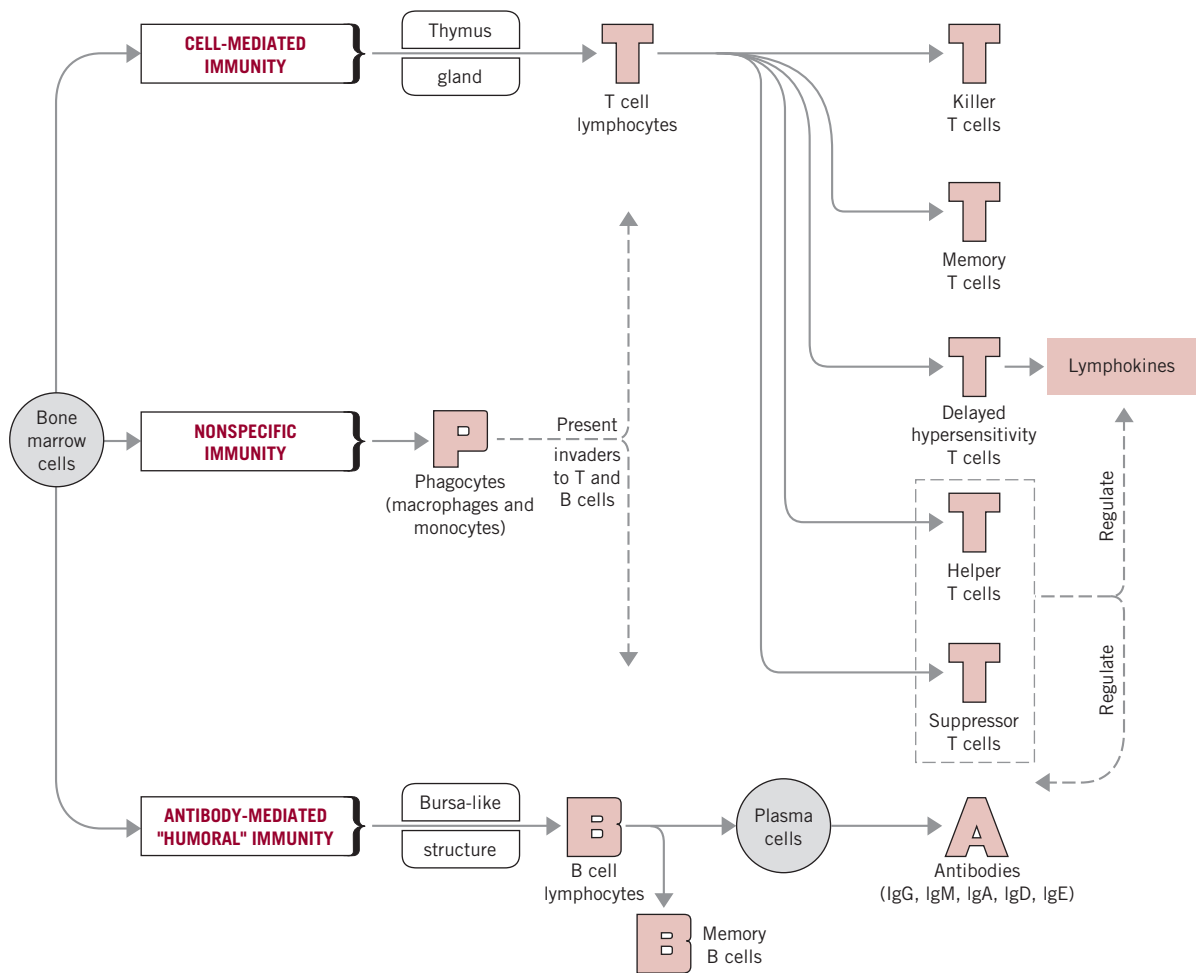 CELL-MEDIATED
IMMUNITY
Thymus
gland
T
T cell
lymphocytes
T
Killer
T cells
T
Memory
T cells
T
Delayed
hypersensitivity
T cells
Lymphokines
Bone
marrow
cells
NONSPECIFIC
IMMUNITY
P
Phagocytes
(macrophages and
monocytes)
Present
invaders
to T and
B cells
T
Helper
T cells
T
Suppressor
T cells
Regulate
Regulate
ANTIBODY-MEDIATED
"HUMORAL" IMMUNITY
Bursa-like
structure
B
B cell
lymphocytes
B
Memory
B cells
Plasma
cells
A
Antibodies
(IgG, IgM, IgA, IgD, IgE)